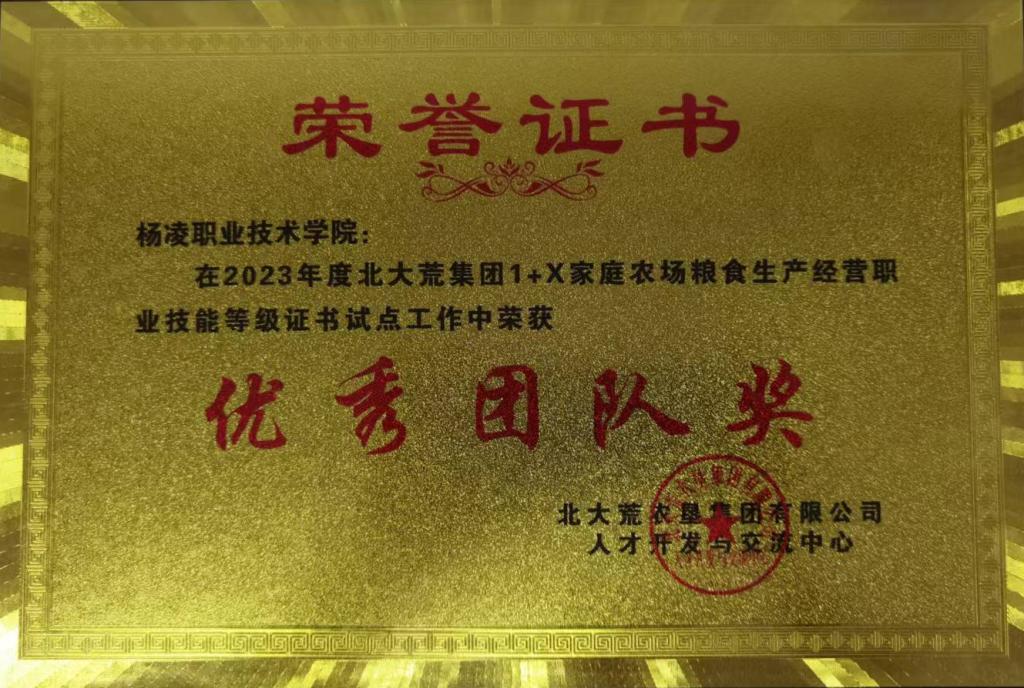 荣誉证书
杨凌职业技术学院：
在2023年度北大荒集团1+X家庭农场粮食生产经营职
业技能等级证书试点工作中荣获
优秀团队奖
北大荒农垦集团有限公司
人才开发与交流中心